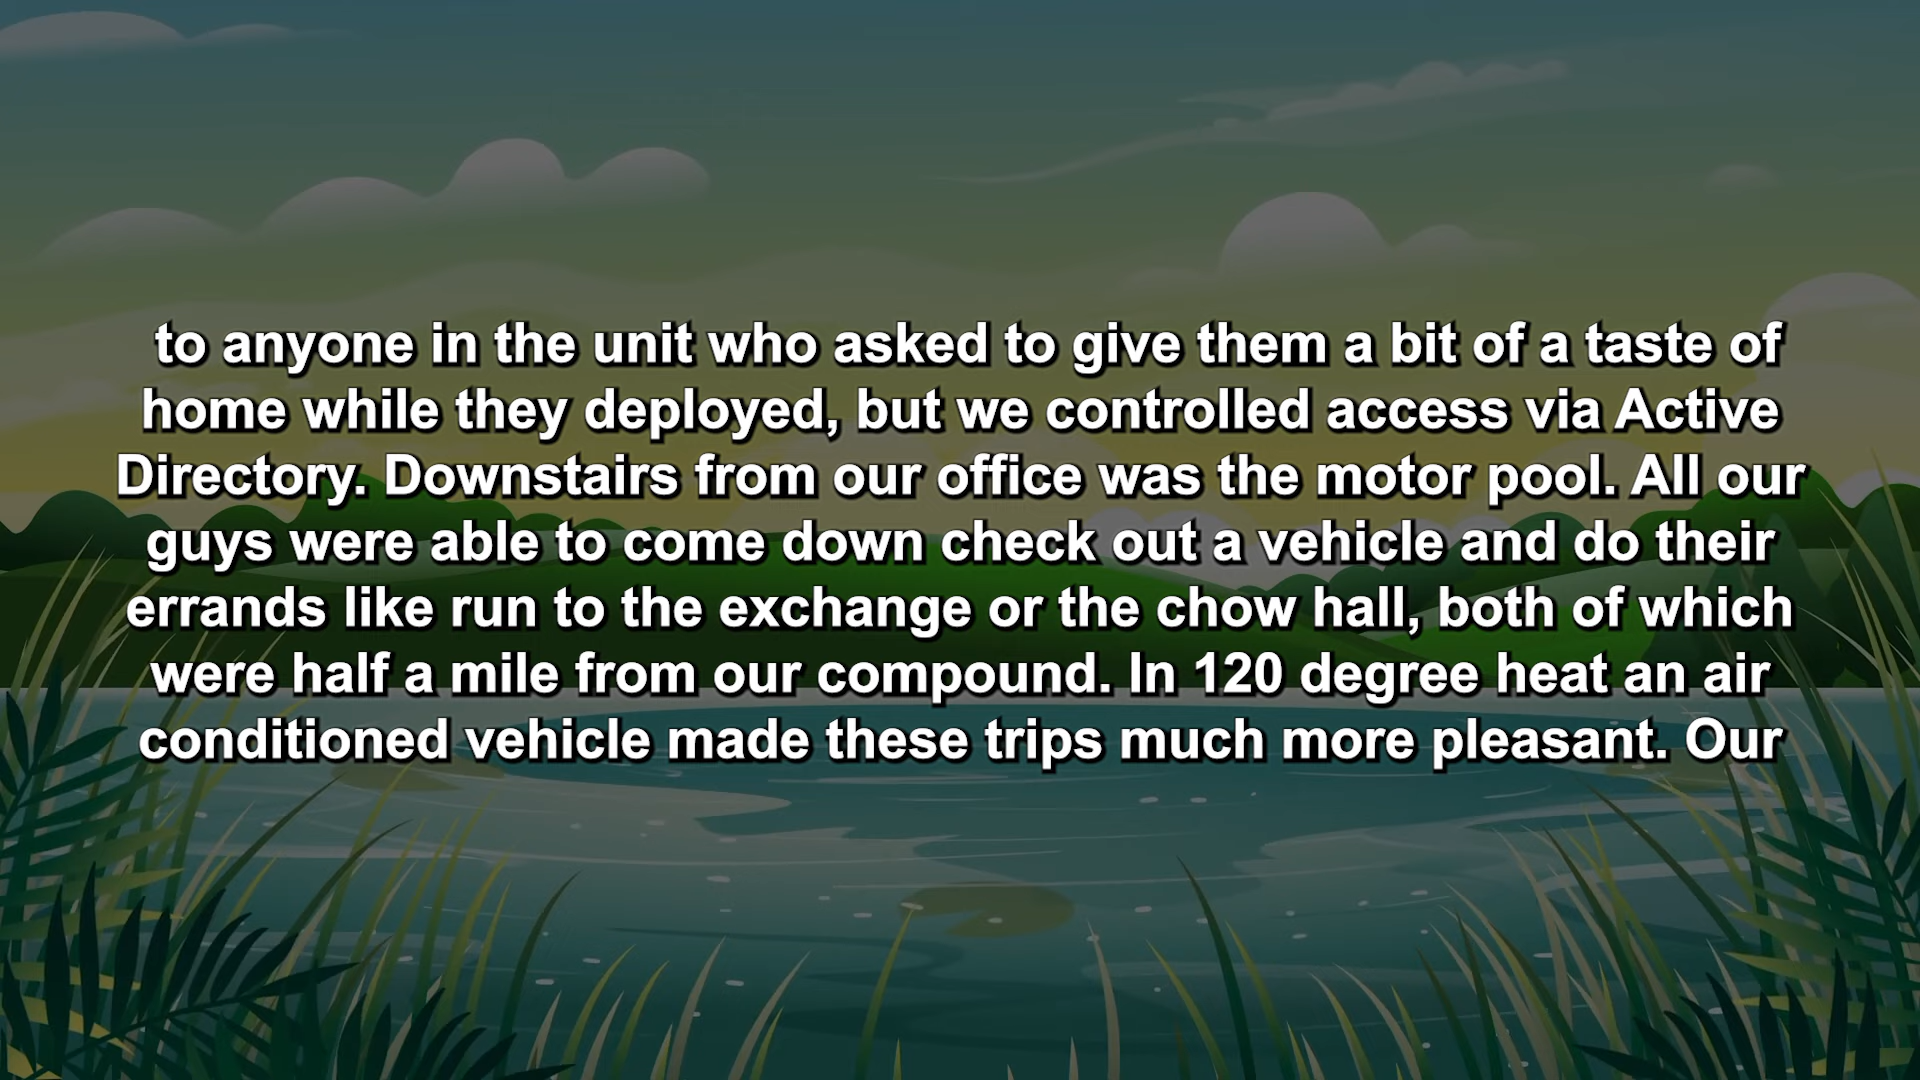 to anyone in the unit who asked to give them a bit of a taste of
home while they deployed, but we controlled access via Active
Directory. Downstairs from our office was the motor pool. All our
guys were able to come down check out a vehicle and do their
errands like run to the exchange or the chow hall, both of which
were half a mile from our compound. In 120 degree heat an air
conditioned vehicle made these trips much more pleasant. Our